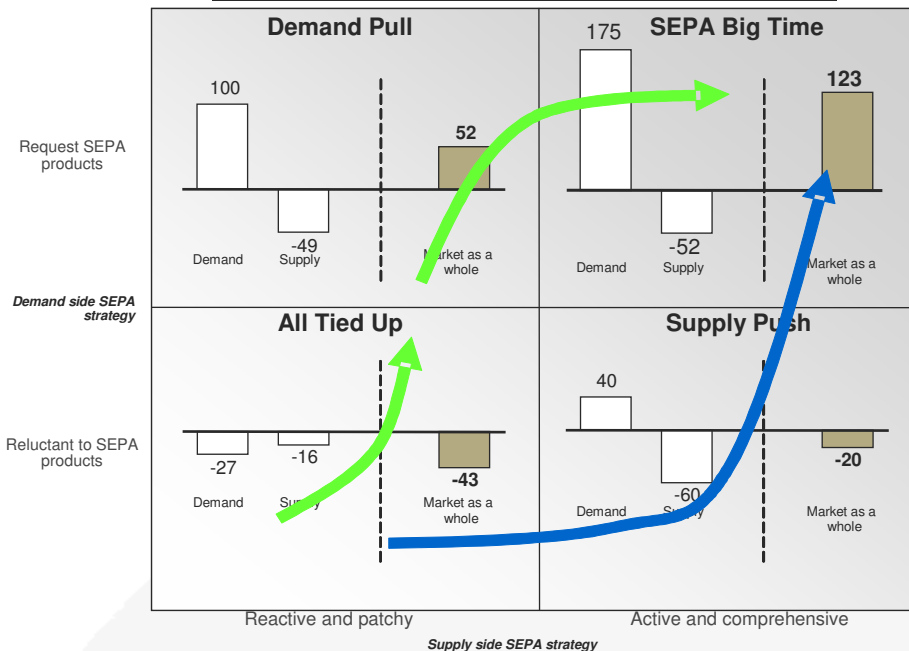 Demand Pull
100
52
-49
Demand
Supply
Market as a
whole
SEPA Big Time
175
123
-52
Demand
Supply
Market as a
whole
Request SEPA
products
Demand side SEPA
strategy
All Tied Up
-27
-16
-43
Demand
Supply
Market as a
whole
Supply Push
40
-60
-20
Demand
Supply
Market as a
whole
Reluctant to SEPA
products
Reactive and patchy
Active and comprehensive
Supply side SEPA strategy